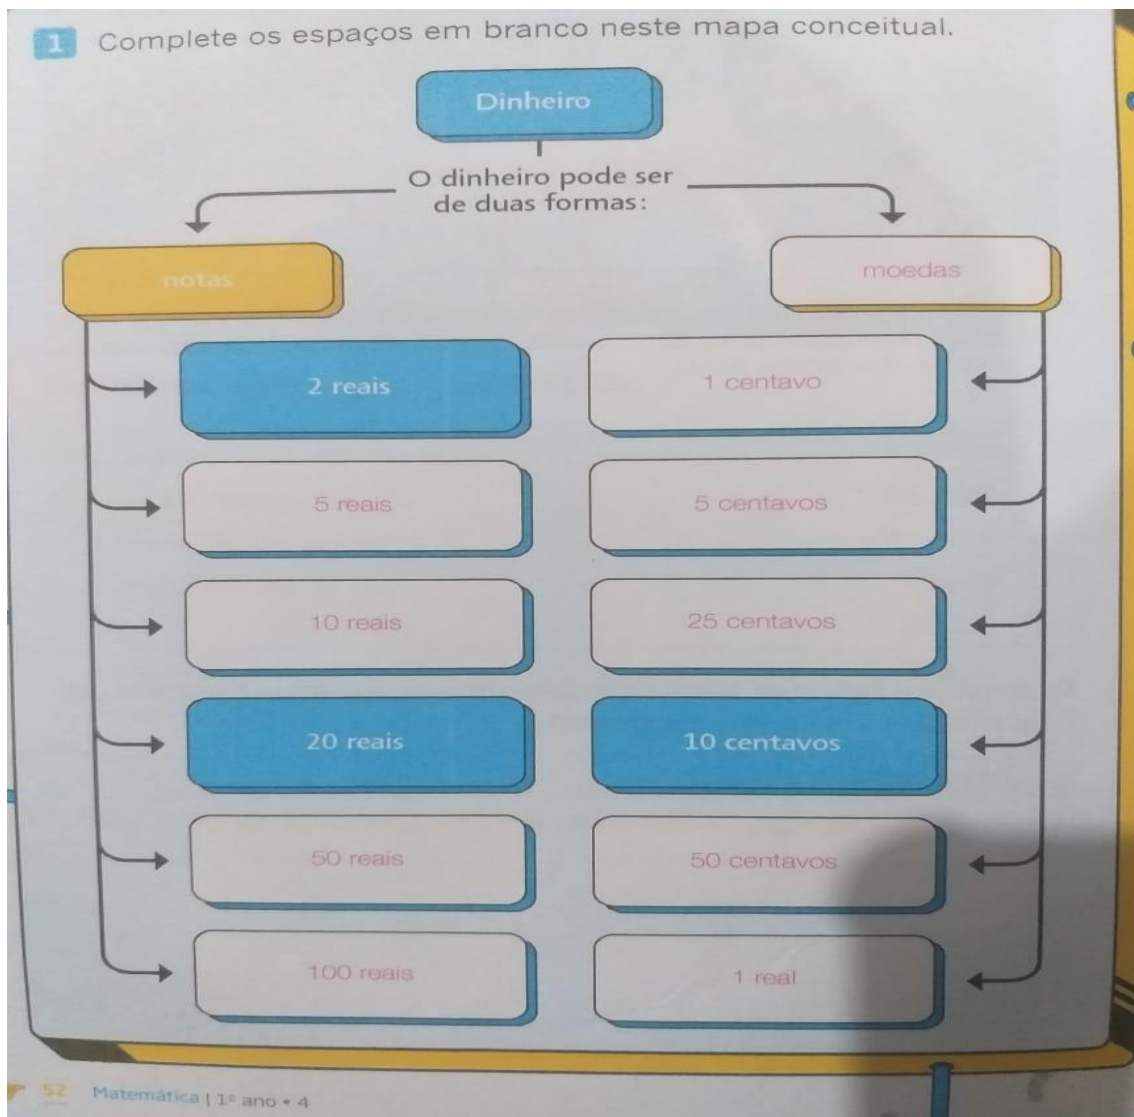 1 Complete os espaços em branco neste mapa conceitual.
Dinheiro
O dinheiro pode ser
de duas formas:
notas
moedas
2 reais
1 centavo
5 reais
5 centavos
10 reais
25 centavos
20 reais
10 centavos
50 reais
50 centavos
100 reais
1 real
52 Matemática | 1º ano • 4